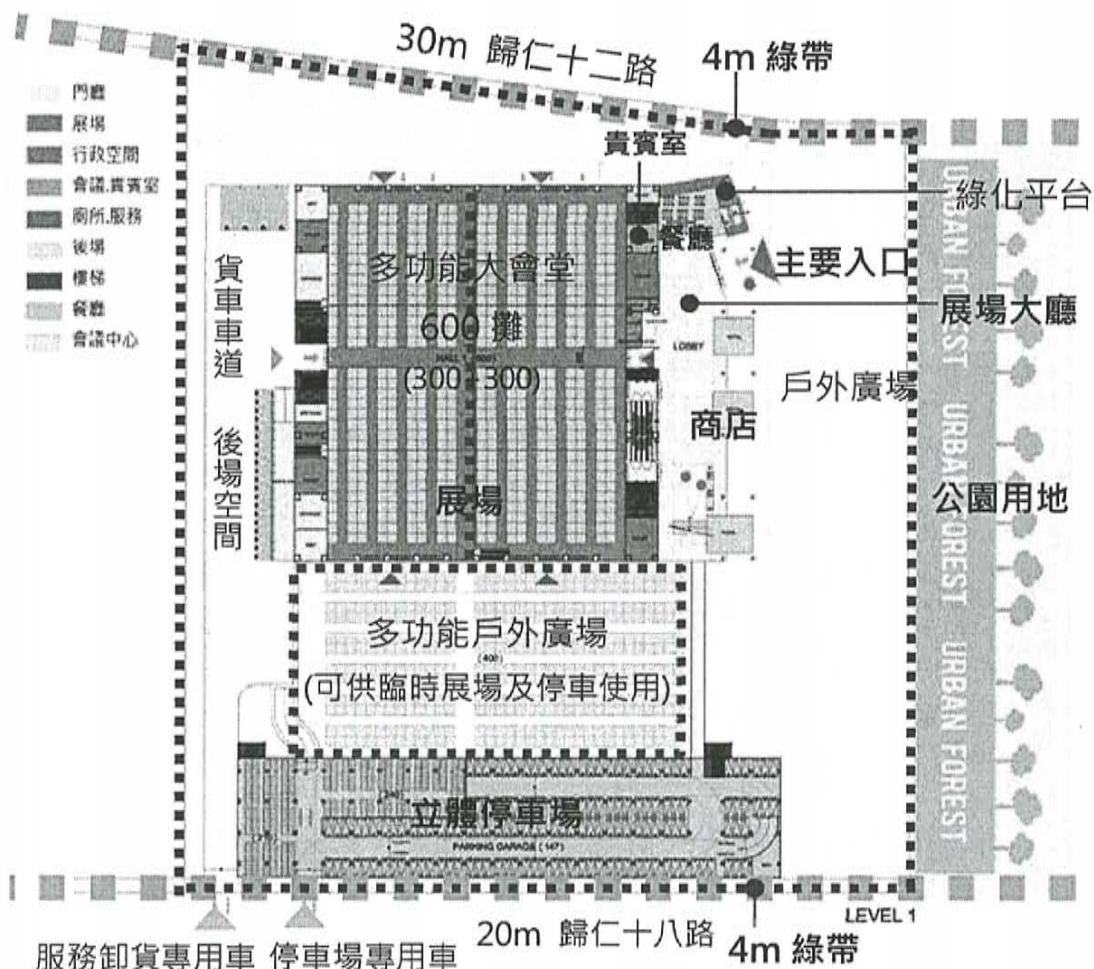 30m 歸仁十二路
4m 綠帶
門廳
展場
行政空間
會議.貴賓室
廁所.服務
後場
樓梯
餐廳
會議中心
貴賓室
綠化平台
餐廳
主要入口
多功能大會堂
貨車車道
600 攤
展場大廳
LOBBY
(300+300)
戶外廣場
商店
後場空間
展場
公園用地
URBAN FOREST
URBAN FOREST
URBAN FOREST
多功能戶外廣場
(400)
(可供臨時展場及停車使用)
立體停車場
PARKING GARAGE (147)
LEVEL 1
20m 歸仁十八路
4m 綠帶
服務卸貨專用車
停車場專用車